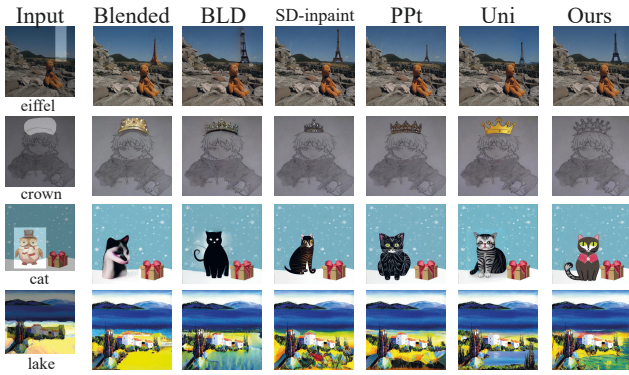 Input Blended BLD SD-inpaint PPt Uni Ours
eiffel
crown
cat
lake